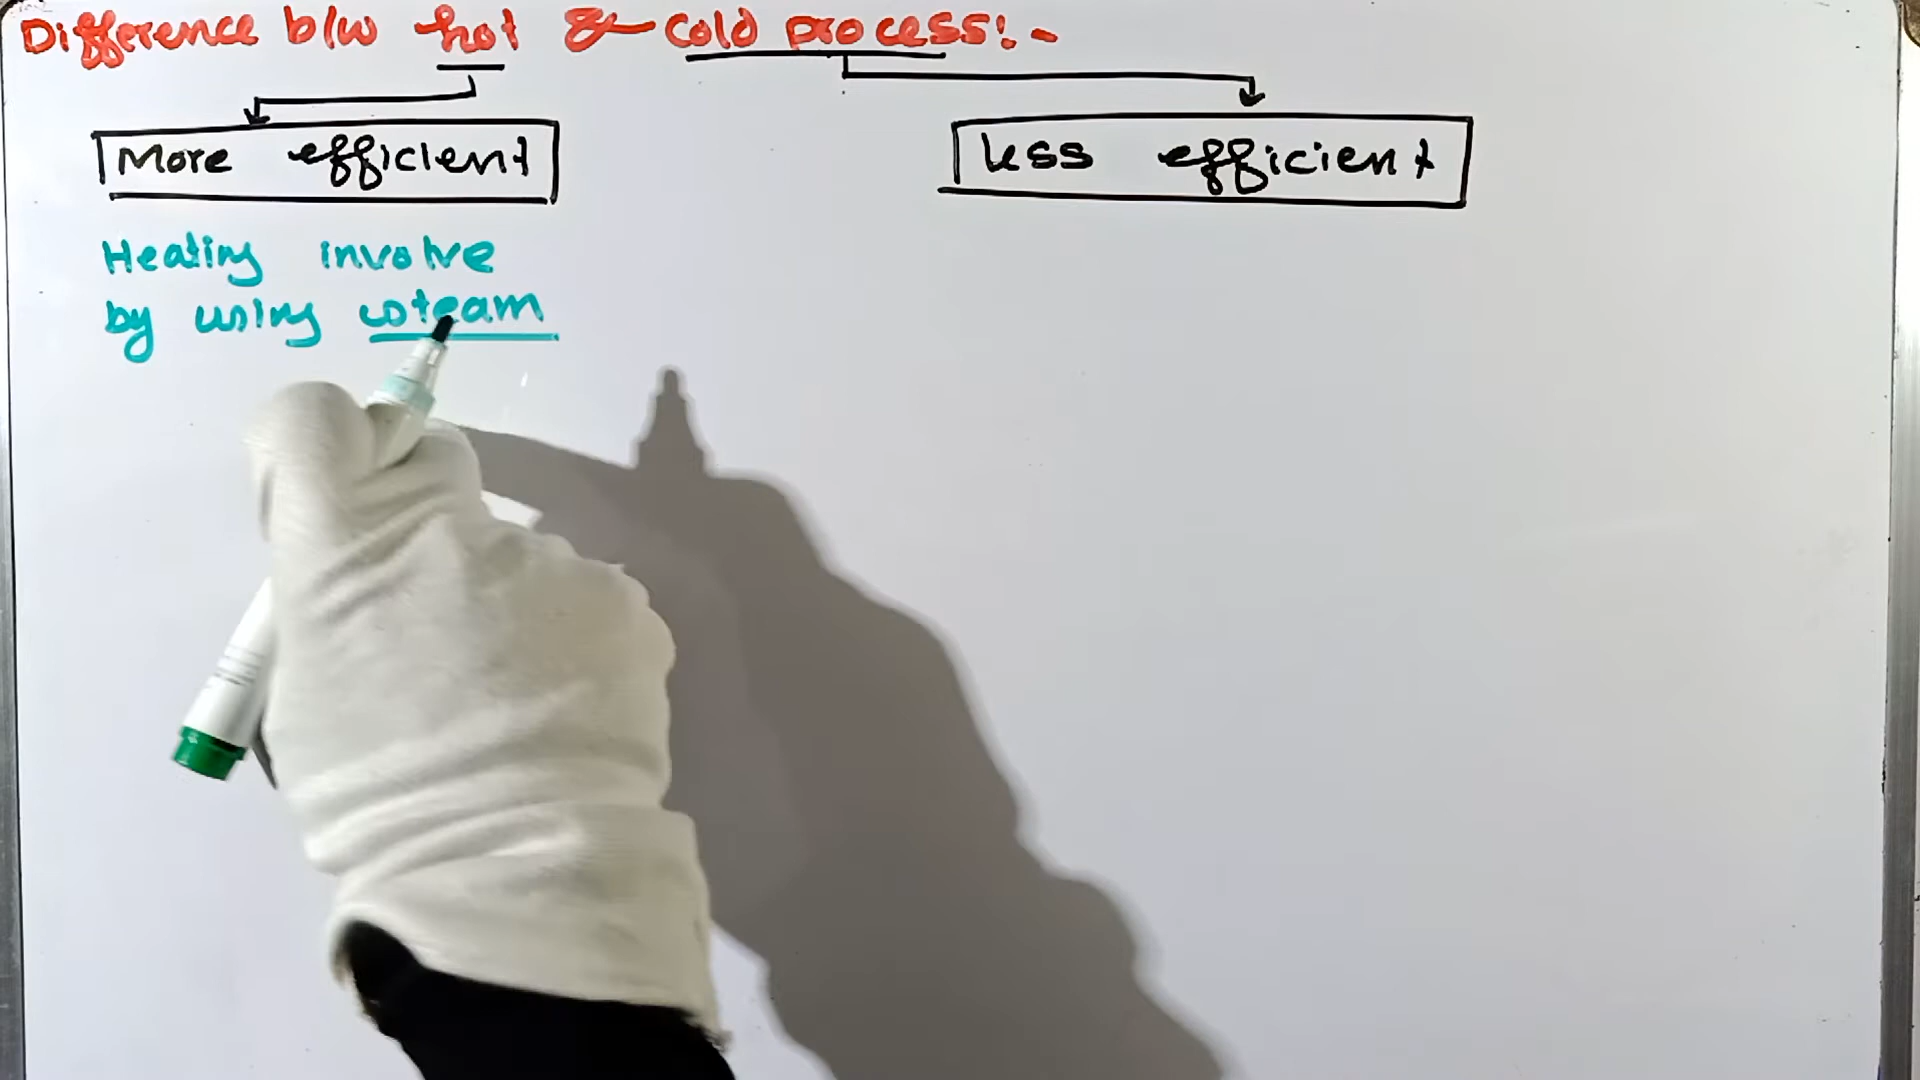 Difference b/w hot & cold process:-
More efficient
Less efficient
Heating involve
by using steam